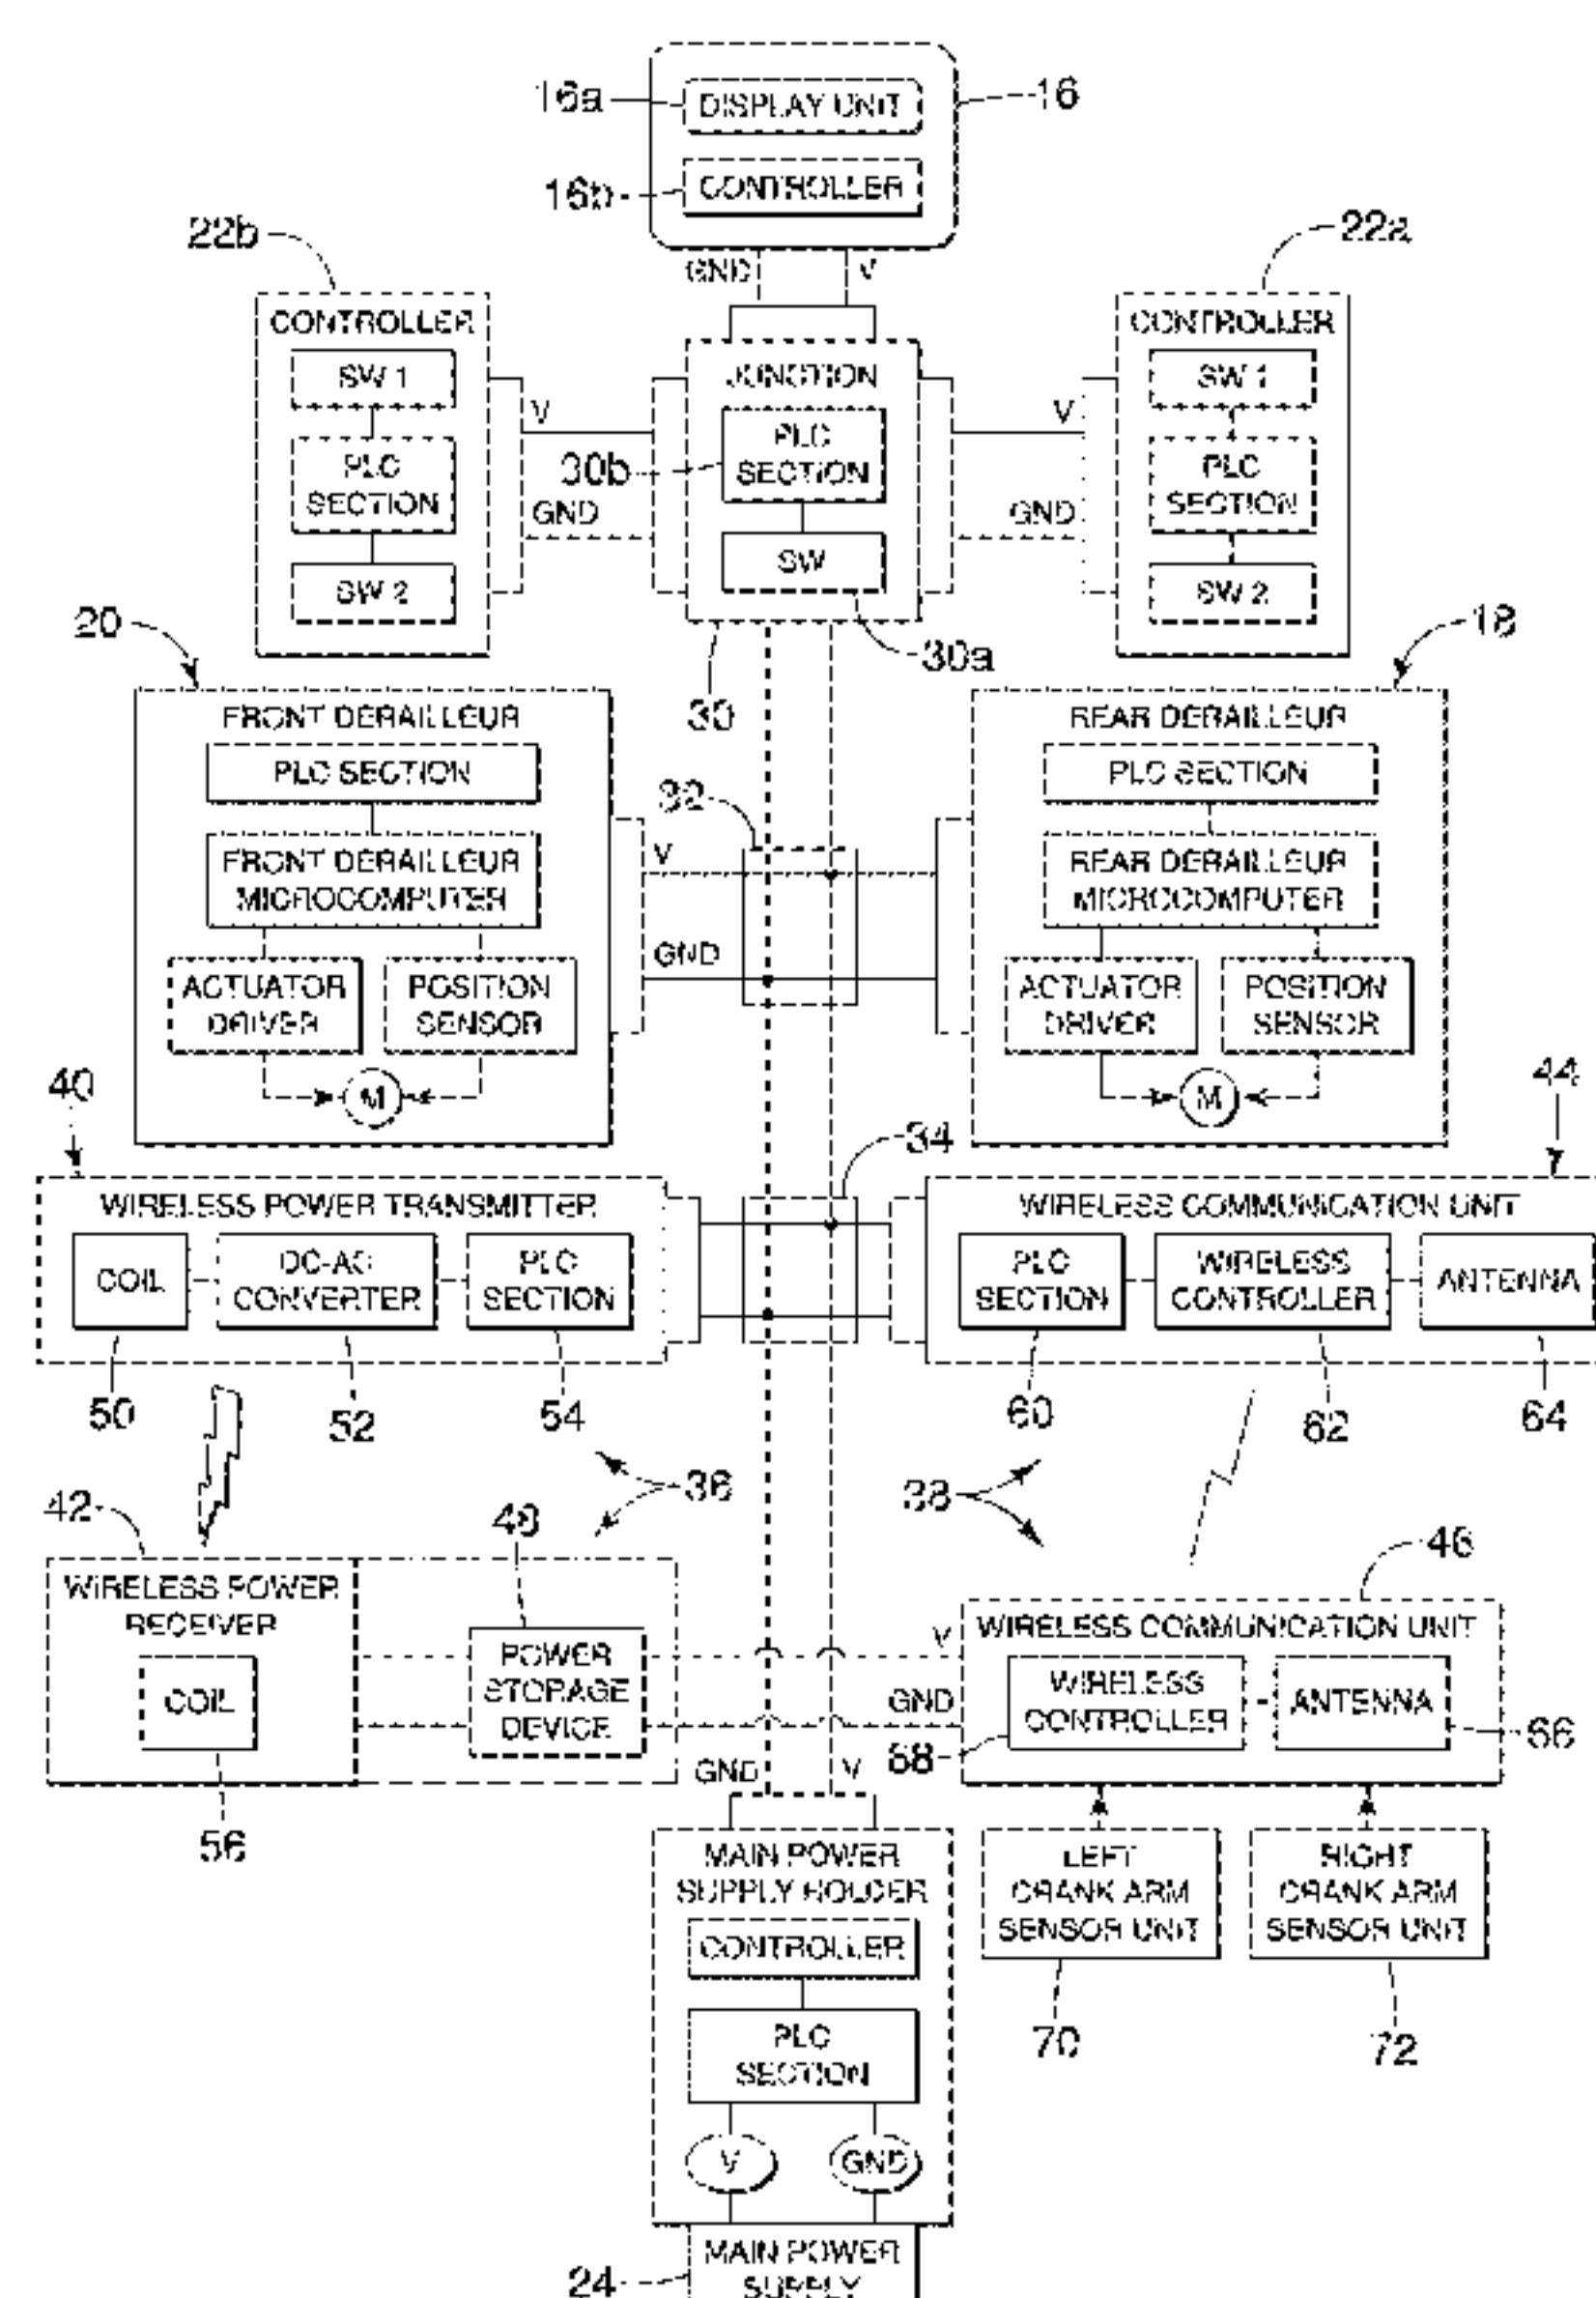 16a
DISPLAY UNIT
16
16b
CONTROLLER
22b
22a
GND
V
CONTROLLER
SW 1
PLC
SECTION
SW 2
V
GND
JUNCTION
PLC
SECTION
30b
SW
30a
30
V
GND
CONTROLLER
SW 1
PLC
SECTION
SW 2
20
FRONT DERAILLEUR
PLC SECTION
FRONT DERAILLEUR
MICROCOMPUTER
ACTUATOR
DRIVER
POSITION
SENSOR
M
32
V
GND
18
REAR DERAILLEUR
PLC SECTION
REAR DERAILLEUR
MICROCOMPUTER
ACTUATOR
DRIVER
POSITION
SENSOR
M
40
WIRELESS POWER TRANSMITTER
COIL
DC-AC
CONVERTER
PLC
SECTION
50
52
54
34
44
WIRELESS COMMUNICATION UNIT
PLC
SECTION
WIRELESS
CONTROLLER
ANTENNA
60
62
64
36
38
42
WIRELESS POWER
RECEIVER
COIL
56
48
POWER
STORAGE
DEVICE
V
GND
46
WIRELESS COMMUNICATION UNIT
WIRELESS
CONTROLLER
ANTENNA
68
66
GND
V
MAIN POWER
SUPPLY HOLDER
CONTROLLER
PLC
SECTION
V
GND
LEFT
CRANK ARM
SENSOR UNIT
70
RIGHT
CRANK ARM
SENSOR UNIT
72
24
MAIN POWER
SUPPLY